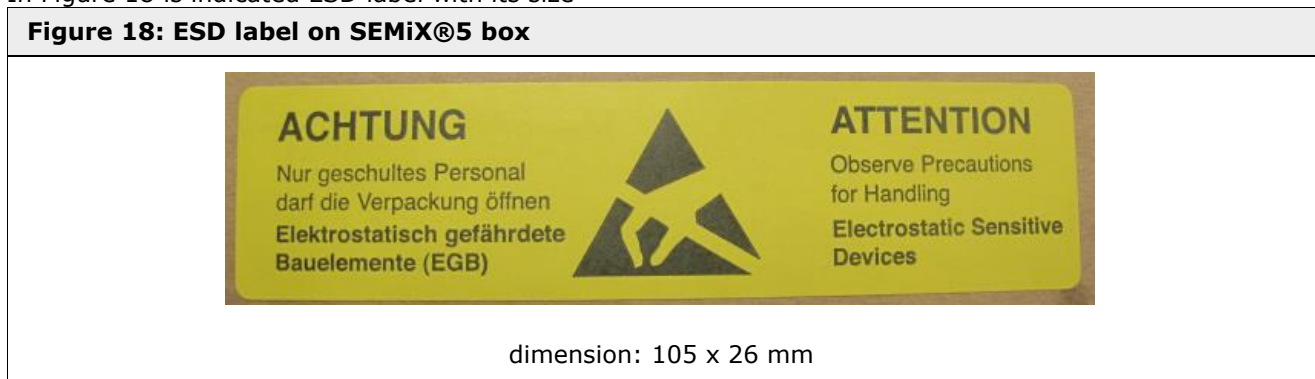 In Figure 18 is indicated ESD label with its size
Figure 18: ESD label on SEMiX®5 box
ACHTUNG
Nur geschultes Personal
darf die Verpackung öffnen
Elektrostatisch gefährdete
Bauelemente (EGB)
ATTENTION
Observe Precautions
for Handling
Electrostatic Sensitive
Devices
dimension: 105 x 26 mm